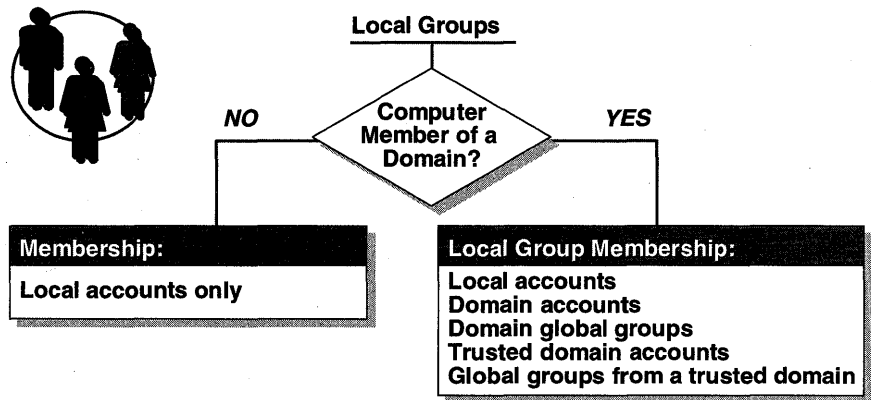 Local Groups
NO
Computer
Member of a
Domain?
YES
Membership:
Local accounts only
Local Group Membership:
Local accounts
Domain accounts
Domain global groups
Trusted domain accounts
Global groups from a trusted domain